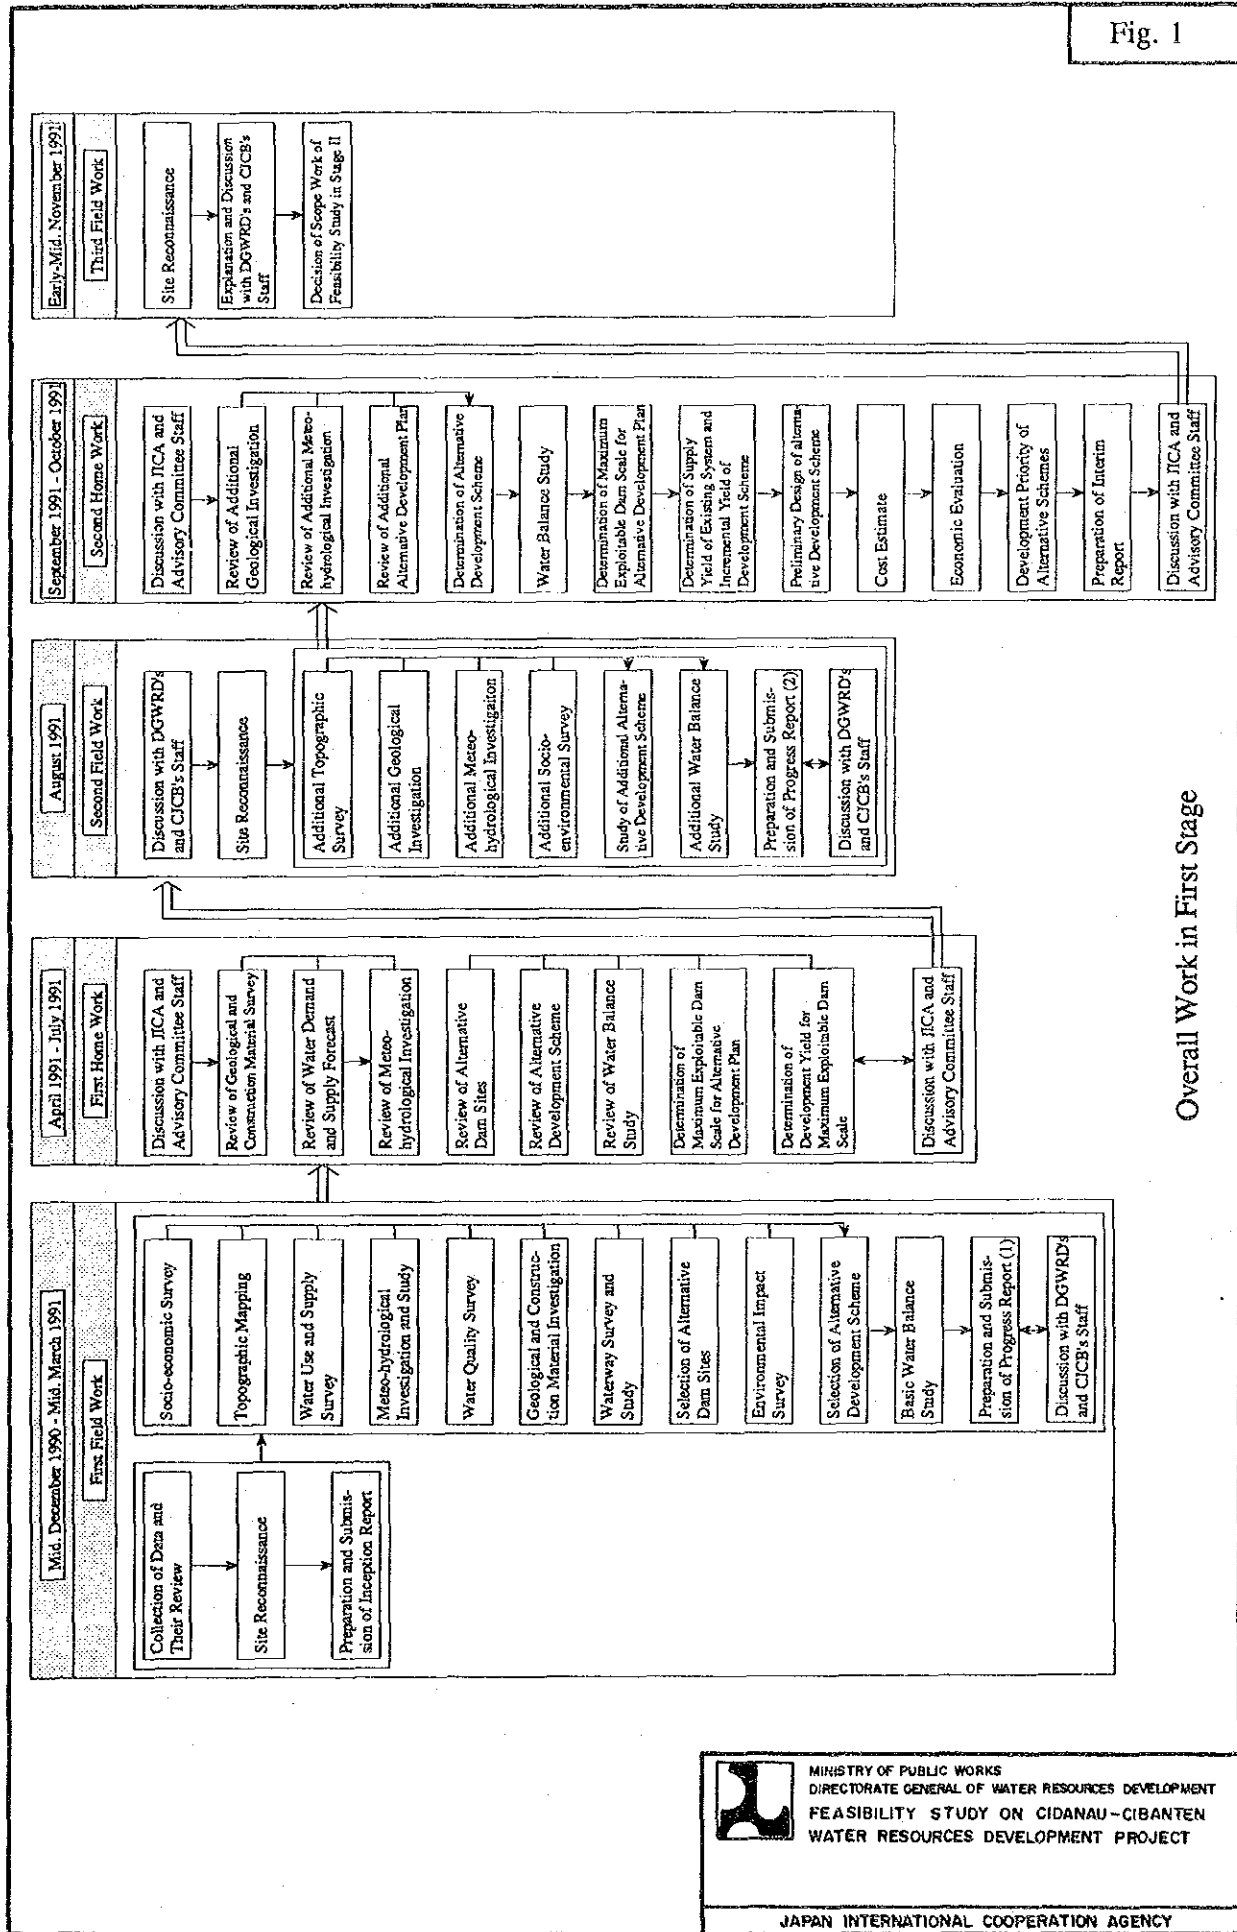 Fig. 1
Mid. December 1990 - Mid. March 1991
First Field Work
Collection of Data and
Their Review
Site Reconnaissance
Preparation and Submis-
sion of Inception Report
Socio-economic Survey
Topographic Mapping
Water Use and Supply
Survey
Meteo-hydrological
Investigation and Study
Water Quality Survey
Geological and Construc-
tion Material Investigation
Waterway Survey and
Study
Selection of Alternative
Dam Sites
Environmental Impact
Survey
Selection of Alternative
Development Scheme
Basic Water Balance
Study
Preparation and Submis-
sion of Progress Report (1)
Discussion with DGWRD's
and CJCB's Staff
April 1991 - July 1991
First Home Work
Discussion with JICA and
Advisory Committee Staff
Review of Geological and
Construction Material Survey
Review of Water Demand
and Supply Forecast
Review of Meteo-
hydrological Investigation
Review of Alternative
Dam Sites
Review of Alternative
Development Scheme
Review of Water Balance
Study
Determination of
Maximum Exploitable Dam
Scale for Alternative
Development Plan
Determination of
Development Yield for
Maximum Exploitable Dam
Scale
Discussion with JICA and
Advisory Committee Staff
August 1991
Second Field Work
Discussion with DGWRD's
and CJCB's Staff
Site Reconnaissance
Additional Topographic
Survey
Additional Geological
Investigation
Additional Meteo-
hydrological Investigaiton
Additional Socio-
environmental Survey
Study of Additional Alterna-
tive Development Scheme
Additional Water Balance
Study
Preparation and Submis-
sion of Progress Report (2)
Discussion with DGWRD's
and CJCB's Staff
September 1991 - October 1991
Second Home Work
Discussion with JICA and
Advisory Committee Staff
Review of Additional
Geological Investigation
Review of Additional Meteo-
hydrological Investigation
Review of Additional
Alternative Development Plan
Determination of Alternative
Development Scheme
Water Balance Study
Determination of Maximum
Exploitable Dam Scale for
Alternative Development Plan
Determination of Supply
Yield of Existing System and
Incremental Yield of
Development Scheme
Preliminary Design of alterna-
tive Development Scheme
Cost Estimate
Economic Evaluation
Development Priority of
Alternative Schemes
Preparation of Interim
Report
Discussion with JICA and
Advisory Committee Staff
Early-Mid. November 1991
Third Field Work
Site Reconnaissance
Explanation and Discussion
with DGWRD's and CJCB's
Staff
Decision of Scope Work of
Feasibility Study in Stage II
Overall Work in First Stage
MINISTRY OF PUBLIC WORKS
DIRECTORATE GENERAL OF WATER RESOURCES DEVELOPMENT
FEASIBILITY STUDY ON CIDANAU-CIBANTEN
WATER RESOURCES DEVELOPMENT PROJECT
JAPAN INTERNATIONAL COOPERATION AGENCY